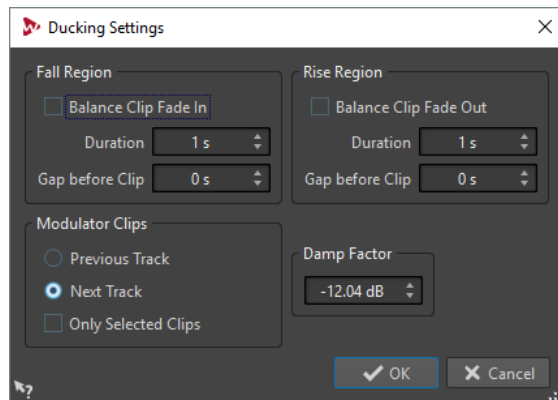 Ducking Settings
Fall Region
Balance Clip Fade In
Duration 1 s
Gap before Clip 0 s
Rise Region
Balance Clip Fade Out
Duration 1 s
Gap before Clip 0 s
Modulator Clips
Previous Track
Next Track
Only Selected Clips
Damp Factor
-12.04 dB
OK
Cancel
?